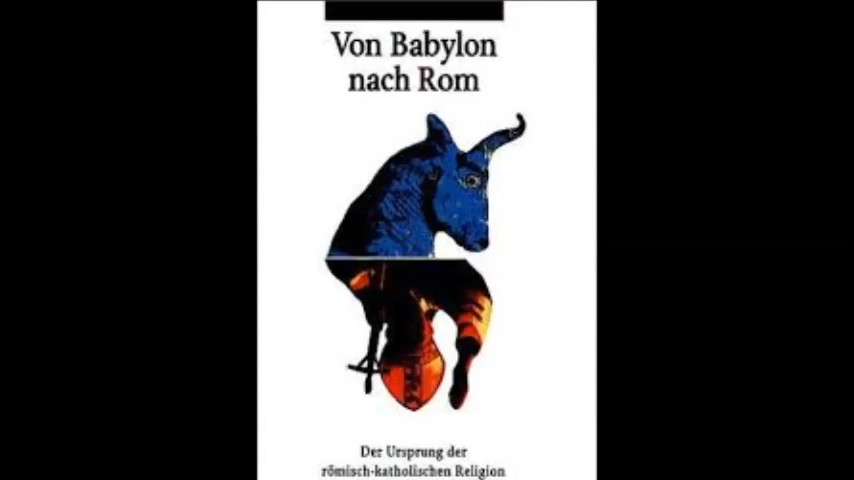 Von Babylon
nach Rom
Der Ursprung der
römisch-katholischen Religion